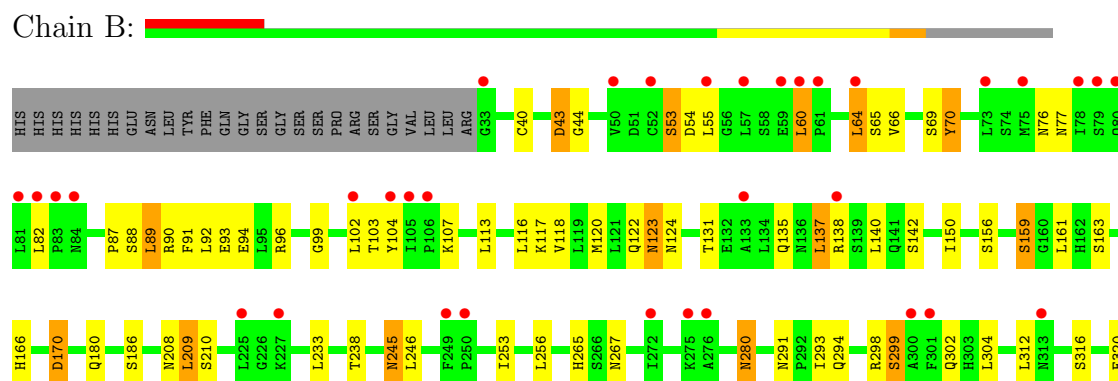 Chain B:
HIS HIS HIS HIS HIS HIS GLU ASN LEU TYR PHE GLN GLY SER GLY SER SER PRO ARG SER GLY VAL LEU LEU ARG G33 C40 D43 G44 V50 D51 C52 S53 D54 L55 G56 L57 S58 E59 L60 P61 L64 S65 V66 S69 Y70 L73 S74 M75 N76 N77 I78 S79 Q80
L81 L82 P83 N84 P87 S88 L89 R90 F91 L92 E93 E94 L95 R96 G99 L102 T103 Y104 I105 P106 K107 L113 L116 K117 V118 L119 M120 L121 Q122 N123 N124 T131 E132 A133 L134 Q135 N136 L137 R138 S139 L140 Q141 S142 I150 S156 S159 G160 L161 H162 S163
H166 D170 Q180 S186 N208 L209 S210 L225 G226 K227 L233 T238 N245 L246 F249 P250 I253 L256 H265 S266 N267 I272 K275 A276 N280 N291 P292 I293 Q294 R298 S299 A300 F301 Q302 H303 L304 L312 N313 S316